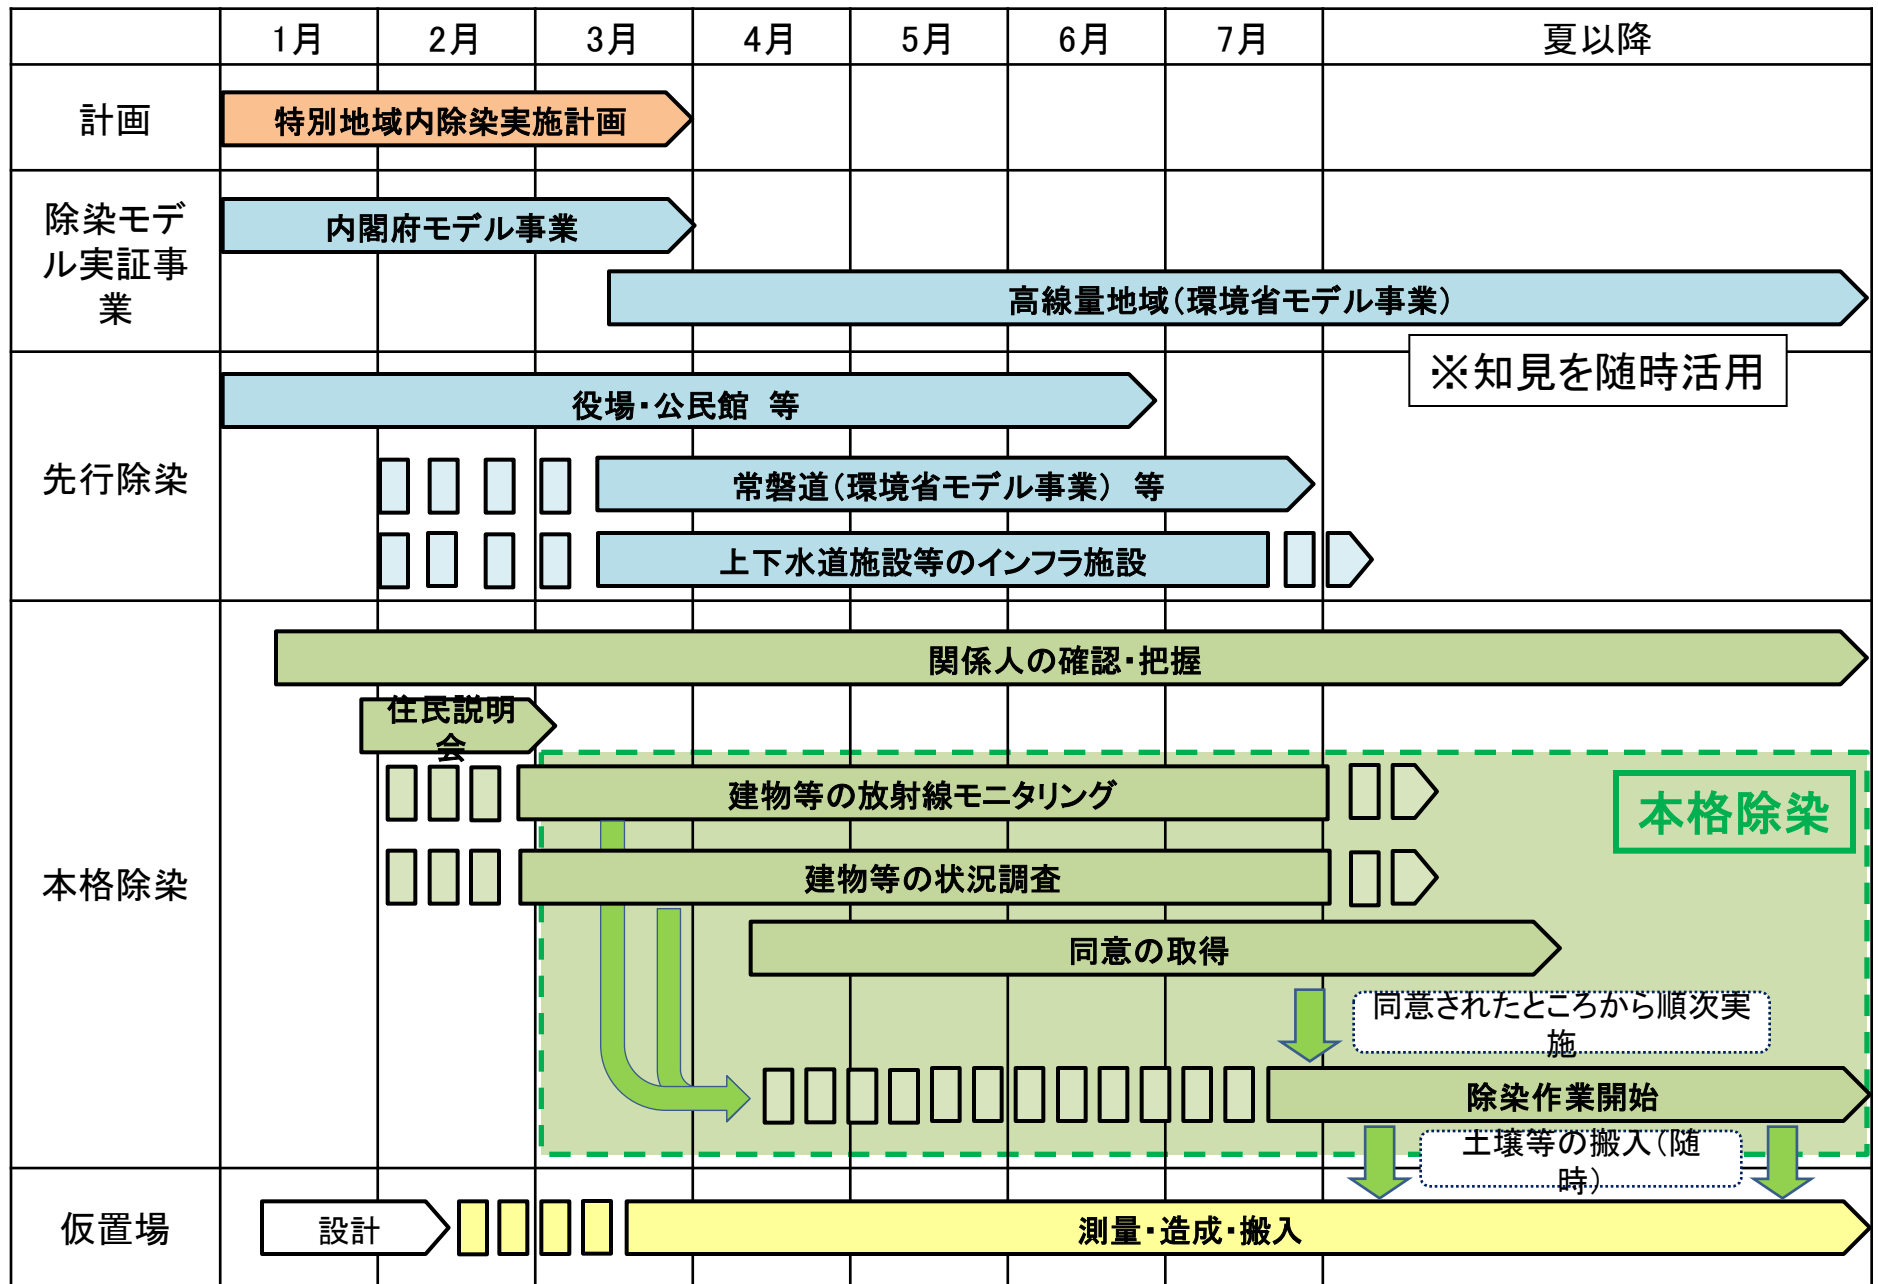 1月 2月 3月 4月 5月 6月 7月 夏以降
計画
特別地域内除染実施計画
除染モデ
ル実証事
業
内閣府モデル事業
高線量地域(環境省モデル事業)
※知見を随時活用
先行除染
役場・公民館 等
常磐道(環境省モデル事業) 等
上下水道施設等のインフラ施設
本格除染
関係人の確認・把握
住民説明
会
本格除染
建物等の放射線モニタリング
建物等の状況調査
同意の取得
同意されたところから順次実
施
除染作業開始
土壌等の搬入(随
時)
仮置場
設計
測量・造成・搬入